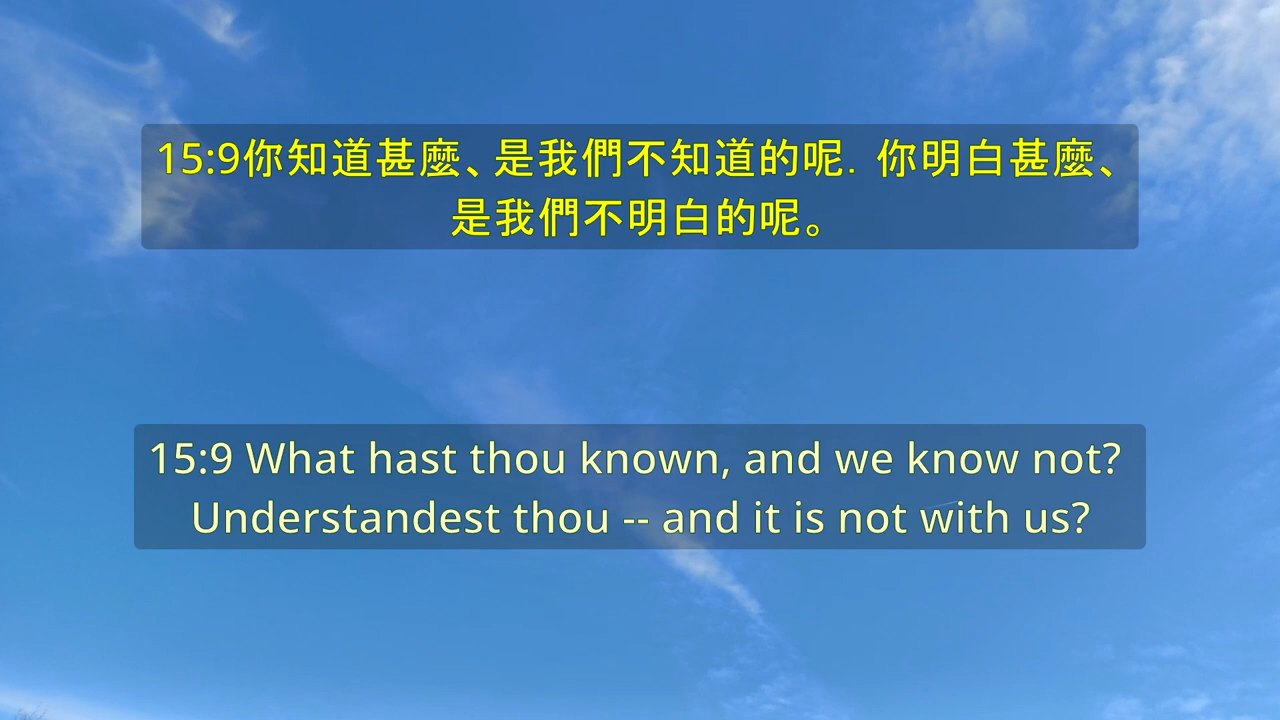 15:9你知道甚麼、是我們不知道的呢．你明白甚麼、
是我們不明白的呢。
15:9 What hast thou known, and we know not?
Understandest thou -- and it is not with us?